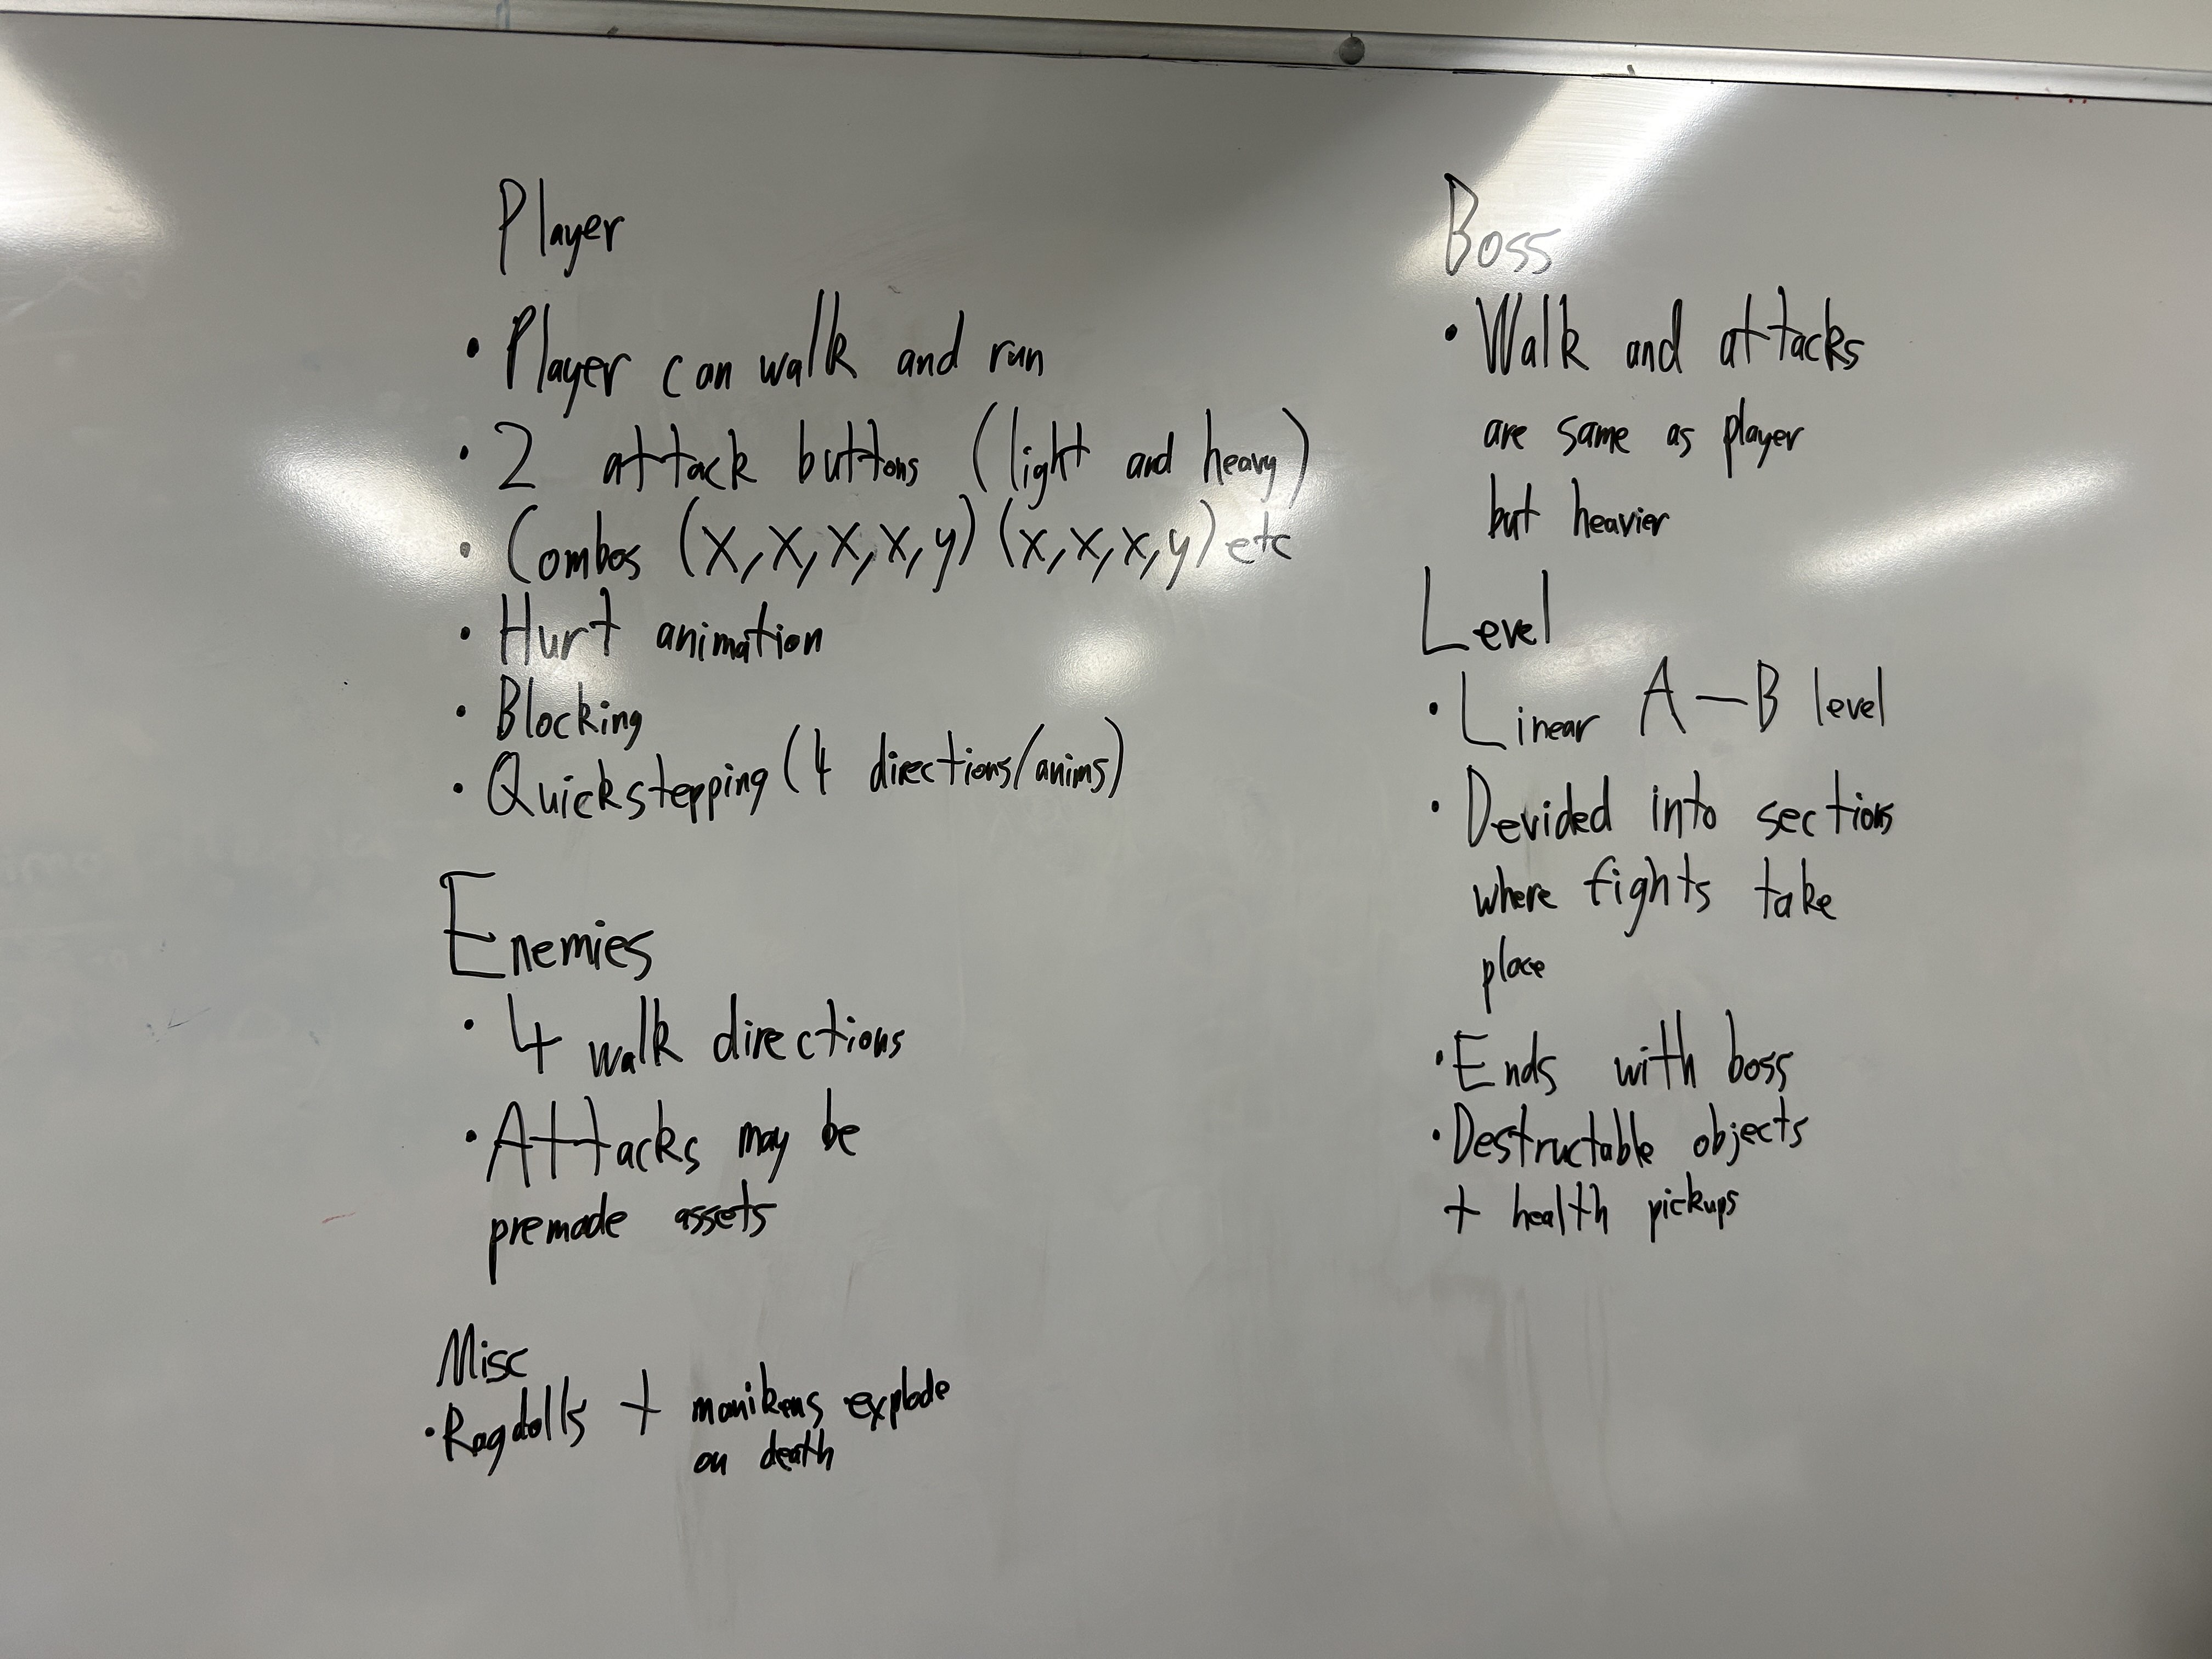 Player
• Player can walk and run
• 2 attack buttons (light and heavy)
• Combos (X, X, X, X, y) (x, x, x, y) etc
• Hurt animation
• Blocking
• Quickstepping (4 directions/anims)
Enemies
• 4 walk directions
• Attacks may be
premade assets
Misc
• Ragdolls + manikens explode
on death
Boss
• Walk and attacks
are same as player
but heavier
Level
• Linear A — B level
• Devided into sections
where fights take
place
• Ends with boss
• Destructable objects
+ health pickups